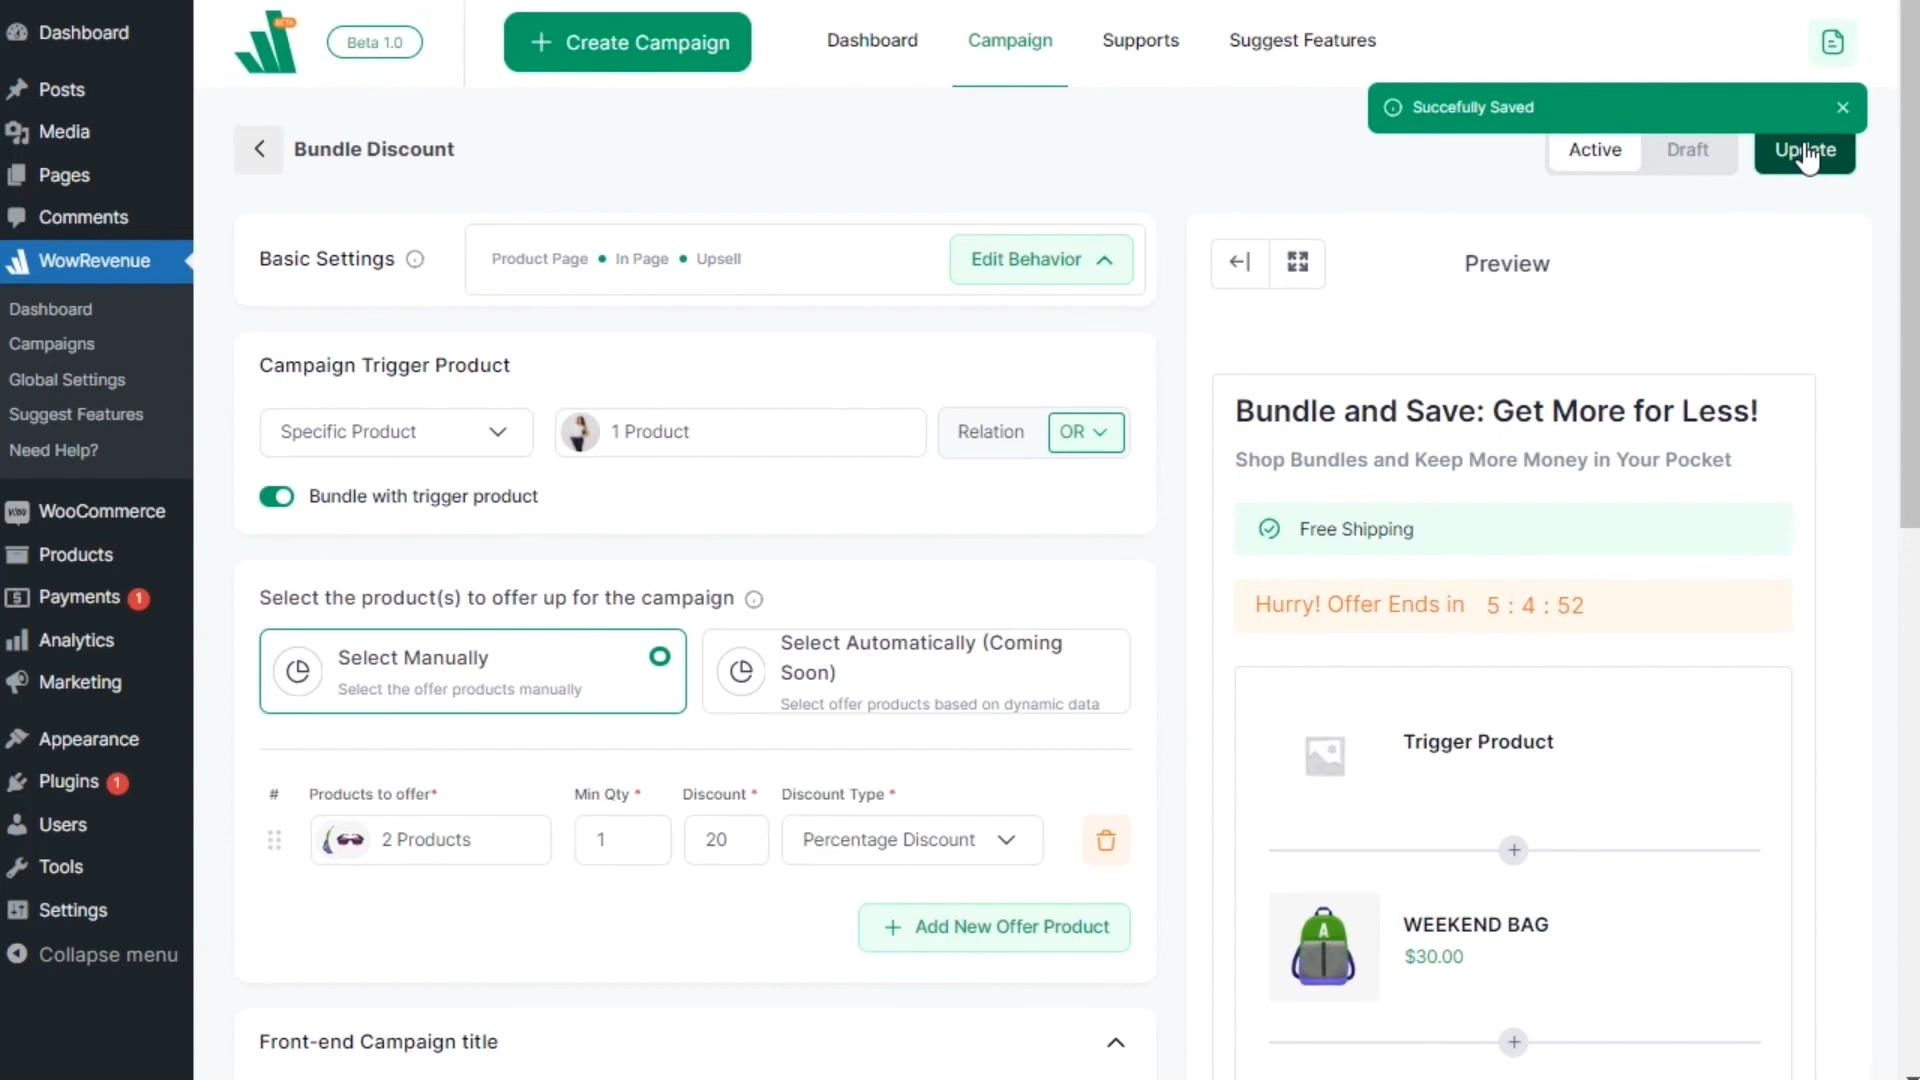 Dashboard
Posts
Media
Pages
Comments
WowRevenue
Dashboard
Campaigns
Global Settings
Suggest Features
Need Help?
Woo WooCommerce
Products
Payments 1
Analytics
Marketing
Appearance
Plugins 1
Users
Tools
Settings
Collapse menu
BETA
Beta 1.0
+ Create Campaign
Dashboard
Campaign
Supports
Suggest Features
Succefully Saved
Bundle Discount
Active
Draft
Update
Basic Settings
Product Page • In Page • Upsell
Edit Behavior
Campaign Trigger Product
Specific Product
1 Product
Relation
OR
Bundle with trigger product
Select the product(s) to offer up for the campaign
Select Manually
Select the offer products manually
Select Automatically (Coming
Soon)
Select offer products based on dynamic data
# Products to offer* Min Qty * Discount * Discount Type *
2 Products 1 20 Percentage Discount
+ Add New Offer Product
Front-end Campaign title
Preview
Bundle and Save: Get More for Less!
Shop Bundles and Keep More Money in Your Pocket
Free Shipping
Hurry! Offer Ends in 5 : 4 : 52
Trigger Product
+
A
WEEKEND BAG
$30.00
+